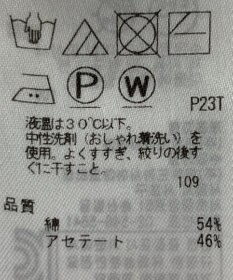 P W
P23T
液温は30℃以下。
中性洗剤(おしゃれ着洗い)を
使用。よくすすぎ、絞りの後す
ぐに干すこと。
109
品質
綿 54%
アセテート 46%